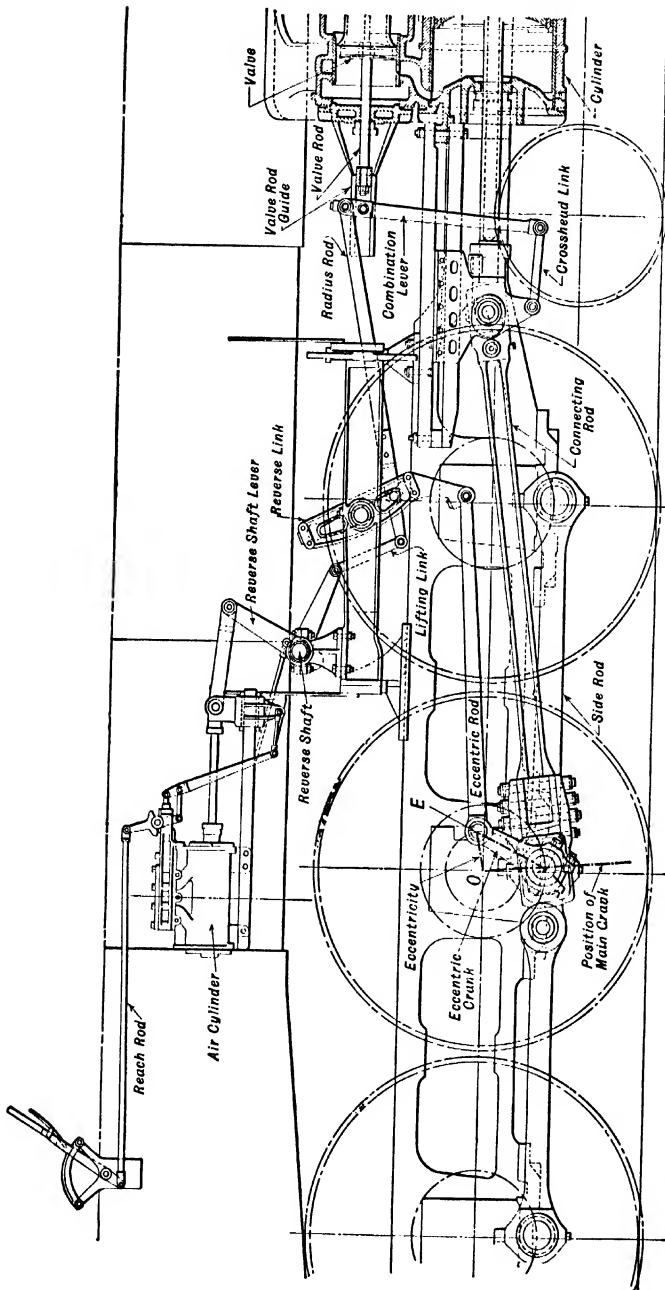 Valve
Valve Rod
Valve Rod
Guide
Radius Rod
Combination
Lever
Crosshead Link
Cylinder
Reverse Shaft Lever
Reverse Link
Connecting
Rod
Lifting Link
Reverse Shaft
Eccentric Rod
Side Rod
E
O
Eccentricity
Eccentric
Crank
Position of
Main Crank
Air Cylinder
Reach Rod